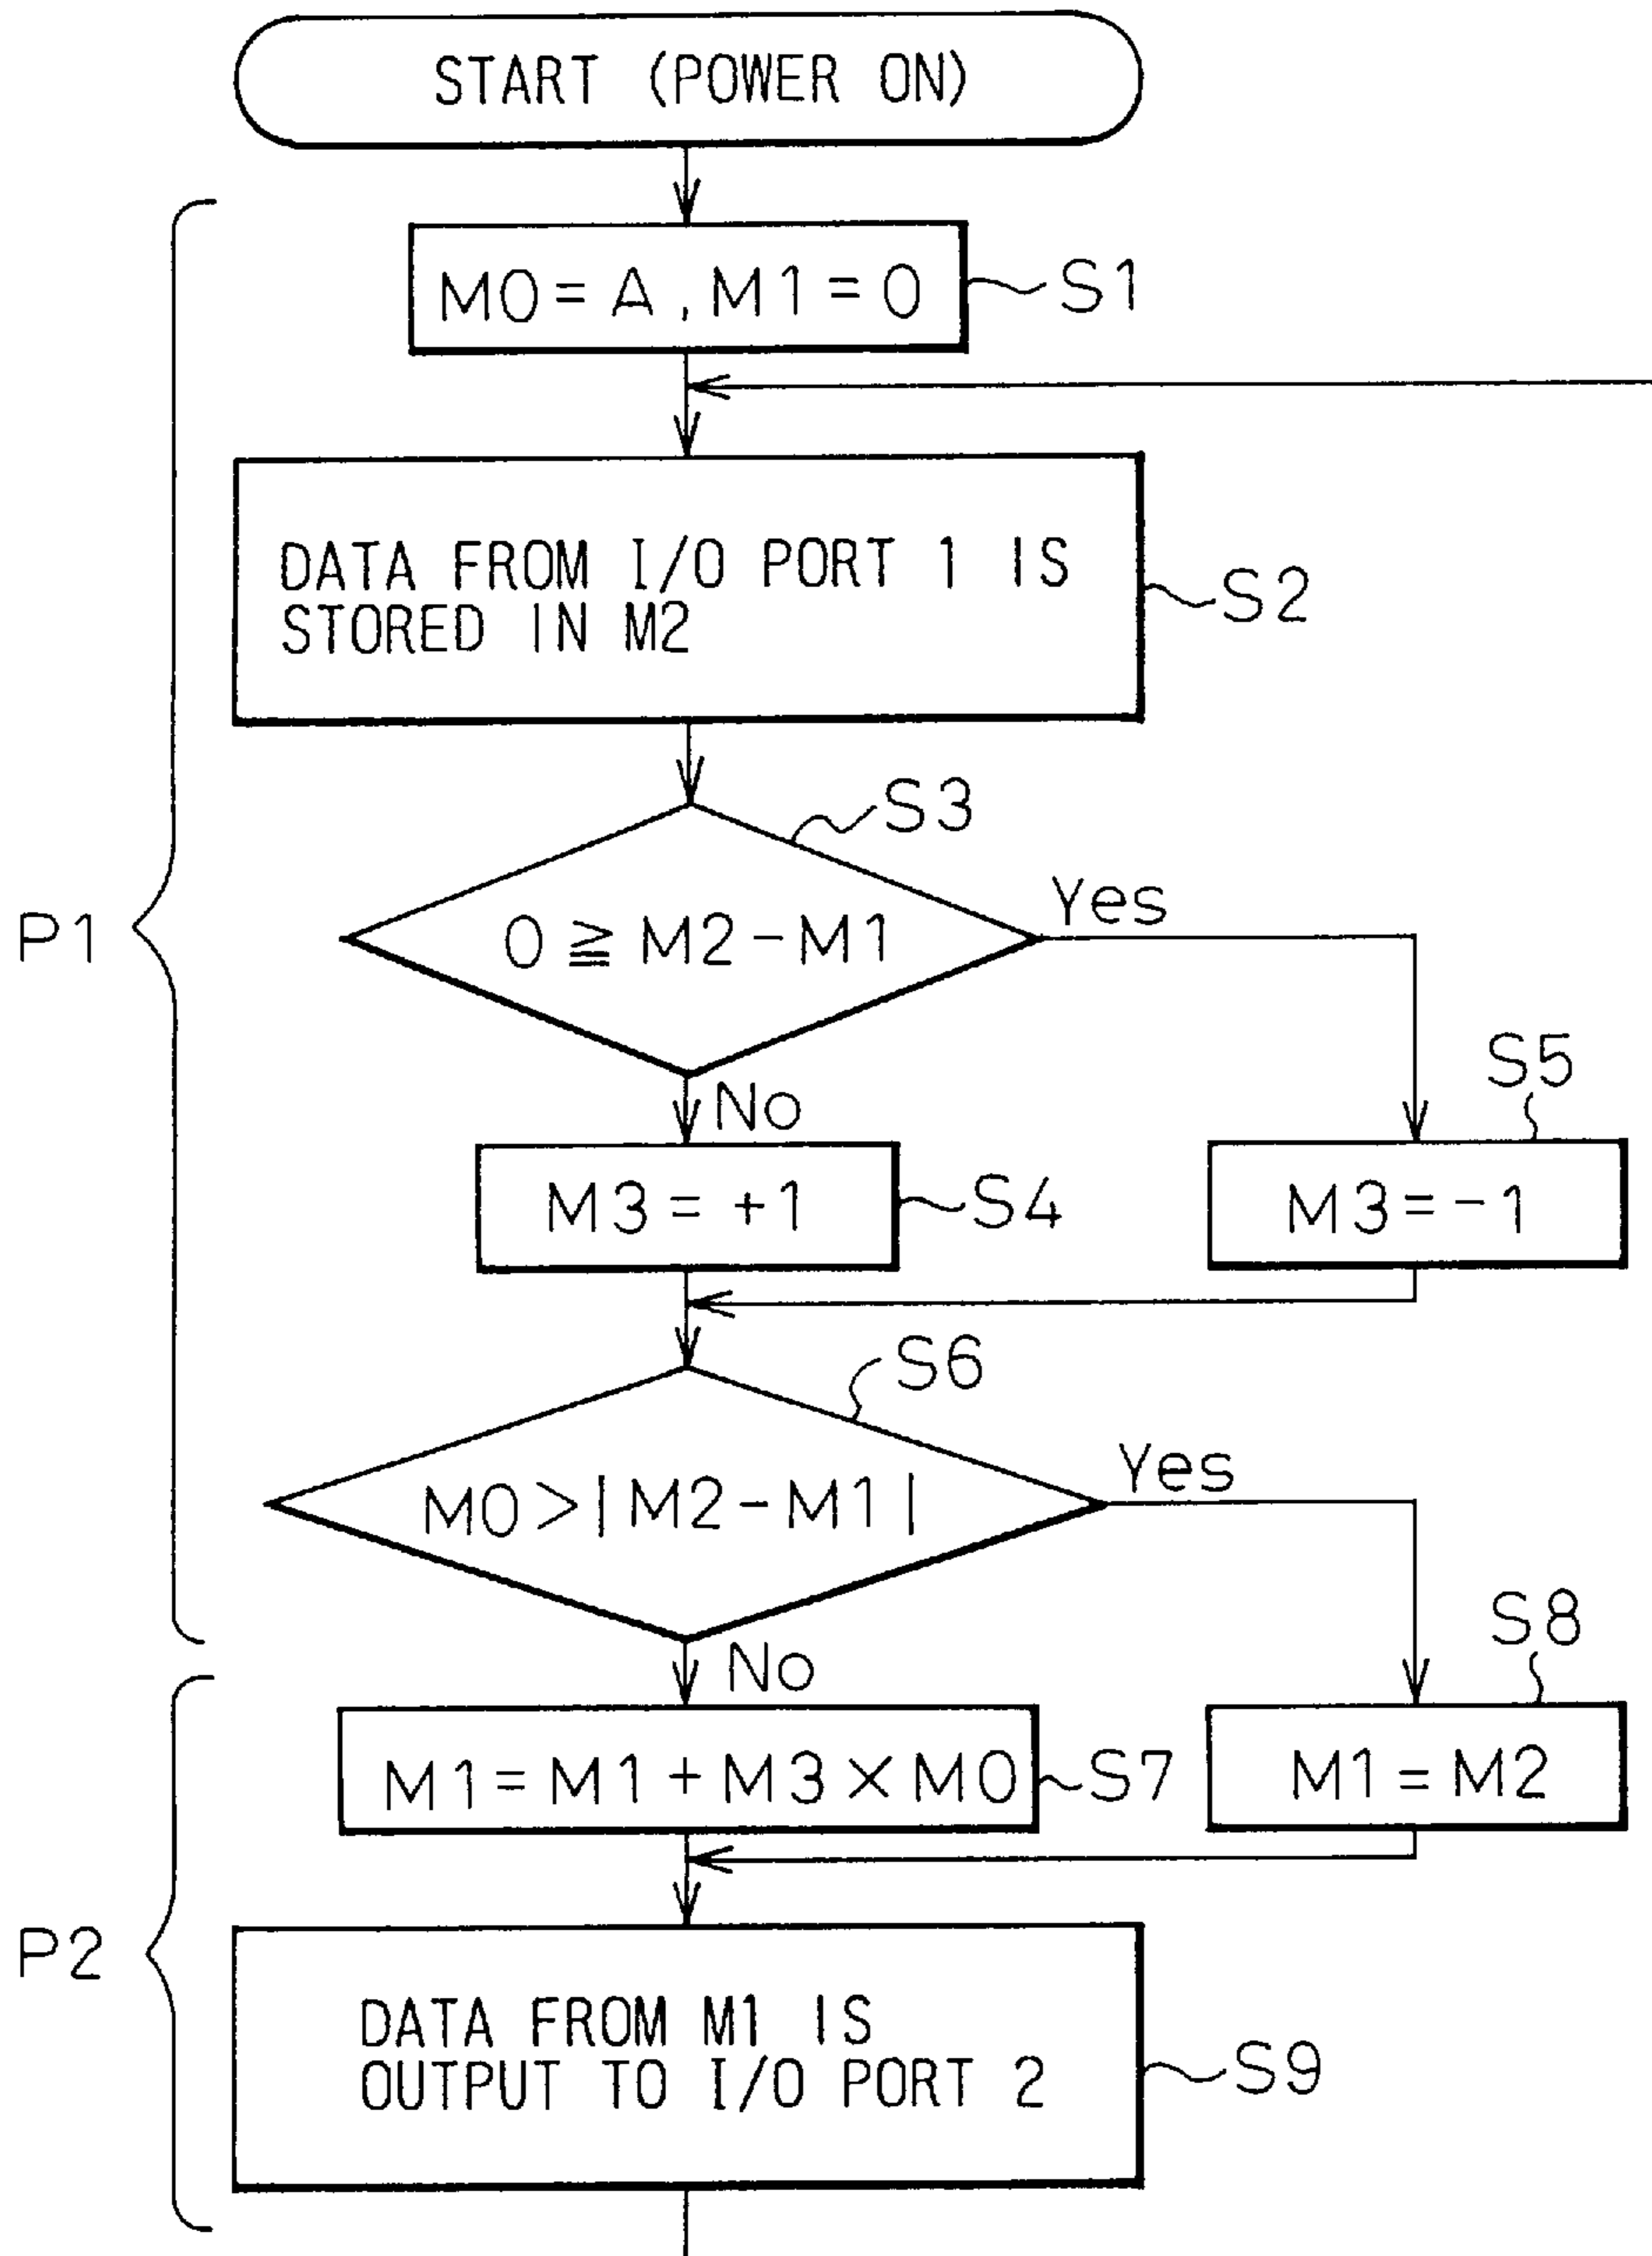 START (POWER ON)
M0 = A , M1 = 0
S1
DATA FROM I/O PORT 1 IS
STORED IN M2
S2
S3
P1
0 ≧ M2 - M1
Yes
No
S5
M3 = +1
S4
M3 = -1
S6
M0 > | M2 - M1 |
Yes
No
S8
M1 = M1 + M3 × M0
S7
M1 = M2
P2
DATA FROM M1 IS
OUTPUT TO I/O PORT 2
S9